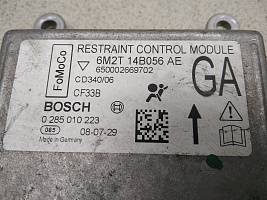 FoMoCo
RESTRAINT CONTROL MODULE
6M2T 14B056 AE
650002669702
CD340/06
CF33B
GA
BOSCH
0 285 010 223
065 08-07-29
Made in Germany